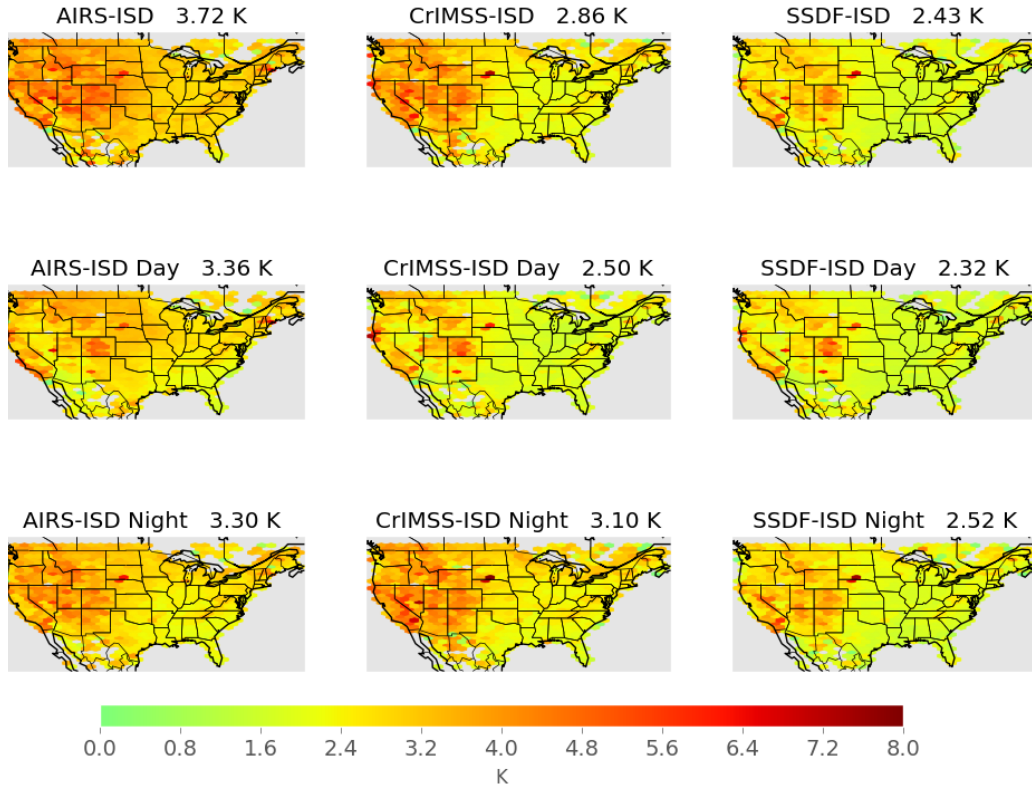 AIRS-ISD 3.72 K
CrIMSS-ISD 2.86 K
SSDF-ISD 2.43 K
AIRS-ISD Day 3.36 K
CrIMSS-ISD Day 2.50 K
SSDF-ISD Day 2.32 K
AIRS-ISD Night 3.30 K
CrIMSS-ISD Night 3.10 K
SSDF-ISD Night 2.52 K
0.0 0.8 1.6 2.4 3.2 4.0 4.8 5.6 6.4 7.2 8.0
K